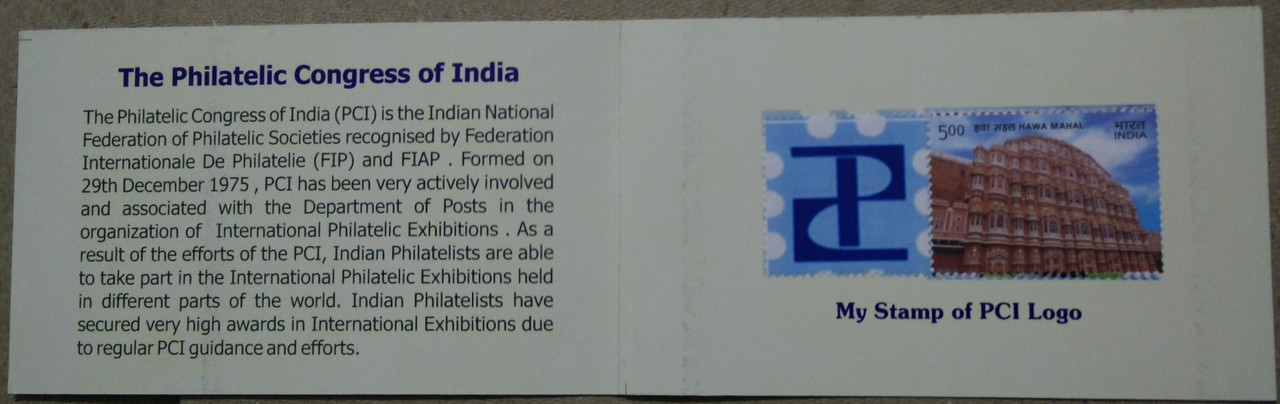 The Philatelic Congress of India
The Philatelic Congress of India (PCI) is the Indian National
Federation of Philatelic Societies recognised by Federation
Internationale De Philatelie (FIP) and FIAP . Formed on
29th December 1975 , PCI has been very actively involved
and associated with the Department of Posts in the
organization of International Philatelic Exhibitions . As a
result of the efforts of the PCI, Indian Philatelists are able
to take part in the International Philatelic Exhibitions held
in different parts of the world. Indian Philatelists have
secured very high awards in International Exhibitions due
to regular PCI guidance and efforts.
500 हवा महल HAWA MAHAL भारत
INDIA
My Stamp of PCI Logo